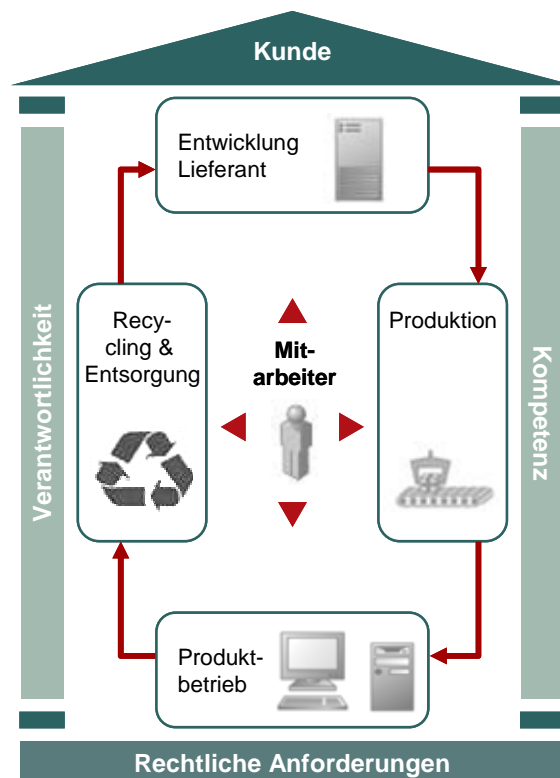 Kunde
Entwicklung
Lieferant
Verantwortlichkeit
Recy-
cling &
Entsorgung
Mit-
arbeiter
Produktion
Kompetenz
Produkt-
betrieb
Rechtliche Anforderungen